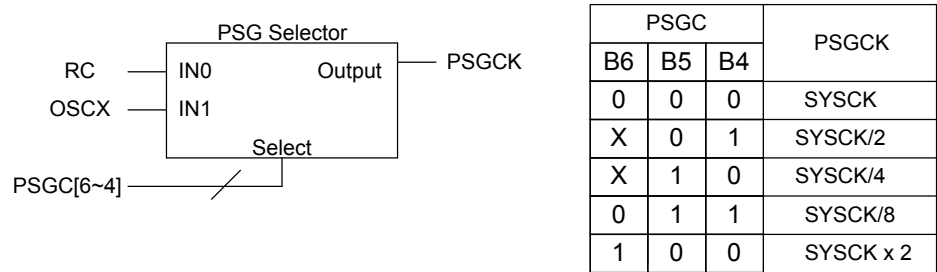 PSG Selector
RC
IN0
Output
PSGCK
OSCX
IN1
Select
PSGC[6~4]
PSGC
PSGCK
B6 B5 B4
0 0 0 SYSCK
X 0 1 SYSCK/2
X 1 0 SYSCK/4
0 1 1 SYSCK/8
1 0 0 SYSCK x 2